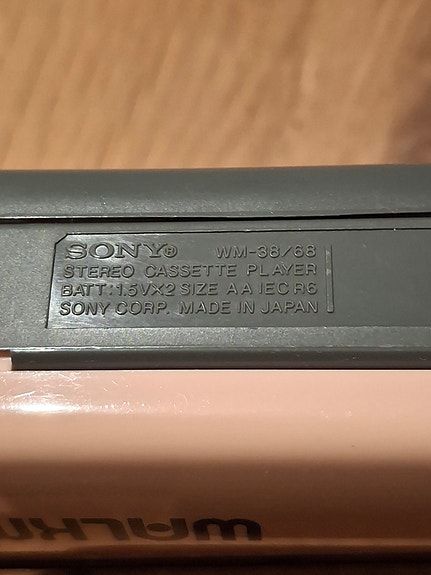 SONY® WM-38/68
STEREO CASSETTE PLAYER
BATT:1.5V×2 SIZE AA IEC R6
SONY CORP. MADE IN JAPAN
WALKM